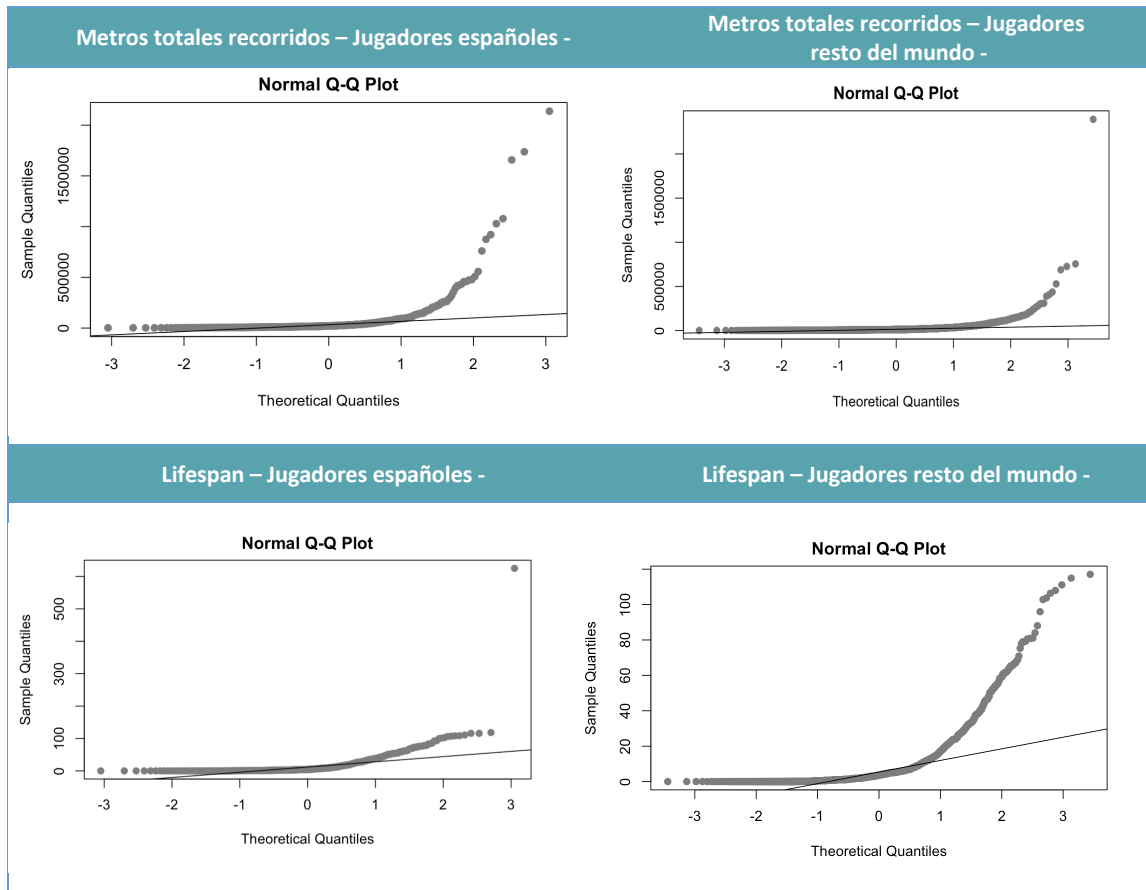 Metros totales recorridos – Jugadores españoles -
Metros totales recorridos – Jugadores
resto del mundo -
Normal Q-Q Plot
Sample Quantiles
1500000
500000
0
-3 -2 -1 0 1 2 3
Theoretical Quantiles
Normal Q-Q Plot
Sample Quantiles
1500000
500000
0
-3 -2 -1 0 1 2 3
Theoretical Quantiles
Lifespan – Jugadores españoles -
Lifespan – Jugadores resto del mundo -
Normal Q-Q Plot
Sample Quantiles
500
300
100
0
-3 -2 -1 0 1 2 3
Theoretical Quantiles
Normal Q-Q Plot
Sample Quantiles
100
80
60
40
20
0
-3 -2 -1 0 1 2 3
Theoretical Quantiles